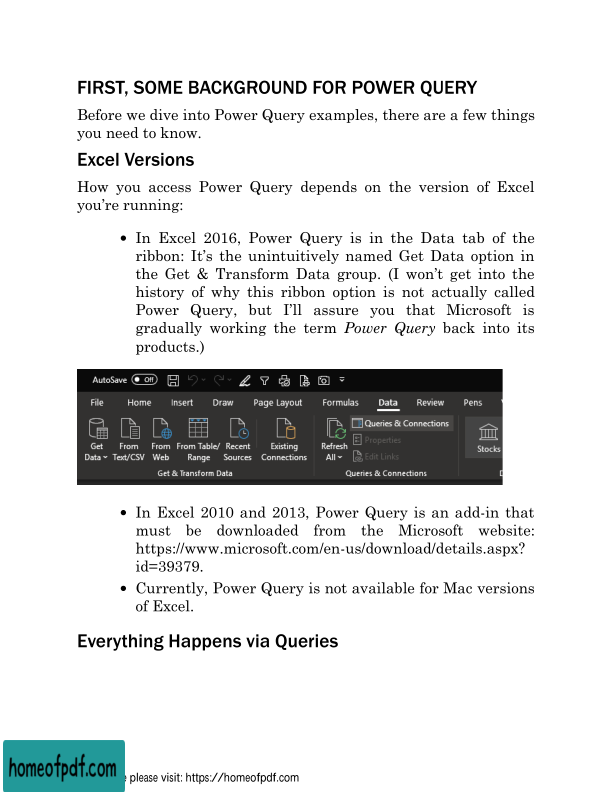 FIRST, SOME BACKGROUND FOR POWER QUERY
Before we dive into Power Query examples, there are a few things
you need to know.
Excel Versions
How you access Power Query depends on the version of Excel
you’re running:
• In Excel 2016, Power Query is in the Data tab of the
ribbon: It’s the unintuitively named Get Data option in
the Get & Transform Data group. (I won’t get into the
history of why this ribbon option is not actually called
Power Query, but I’ll assure you that Microsoft is
gradually working the term Power Query back into its
products.)
AutoSave Off
File Home Insert Draw Page Layout Formulas Data Review Pens
Get Data From Text/CSV From Web From Table/ Range Recent Sources Existing Connections Refresh All Queries & Connections Properties Edit Links Stocks
Get & Transform Data Queries & Connections
• In Excel 2010 and 2013, Power Query is an add-in that
must be downloaded from the Microsoft website:
https://www.microsoft.com/en-us/download/details.aspx?
id=39379.
• Currently, Power Query is not available for Mac versions
of Excel.
Everything Happens via Queries
homeofpdf.com
please visit: https://homeofpdf.com